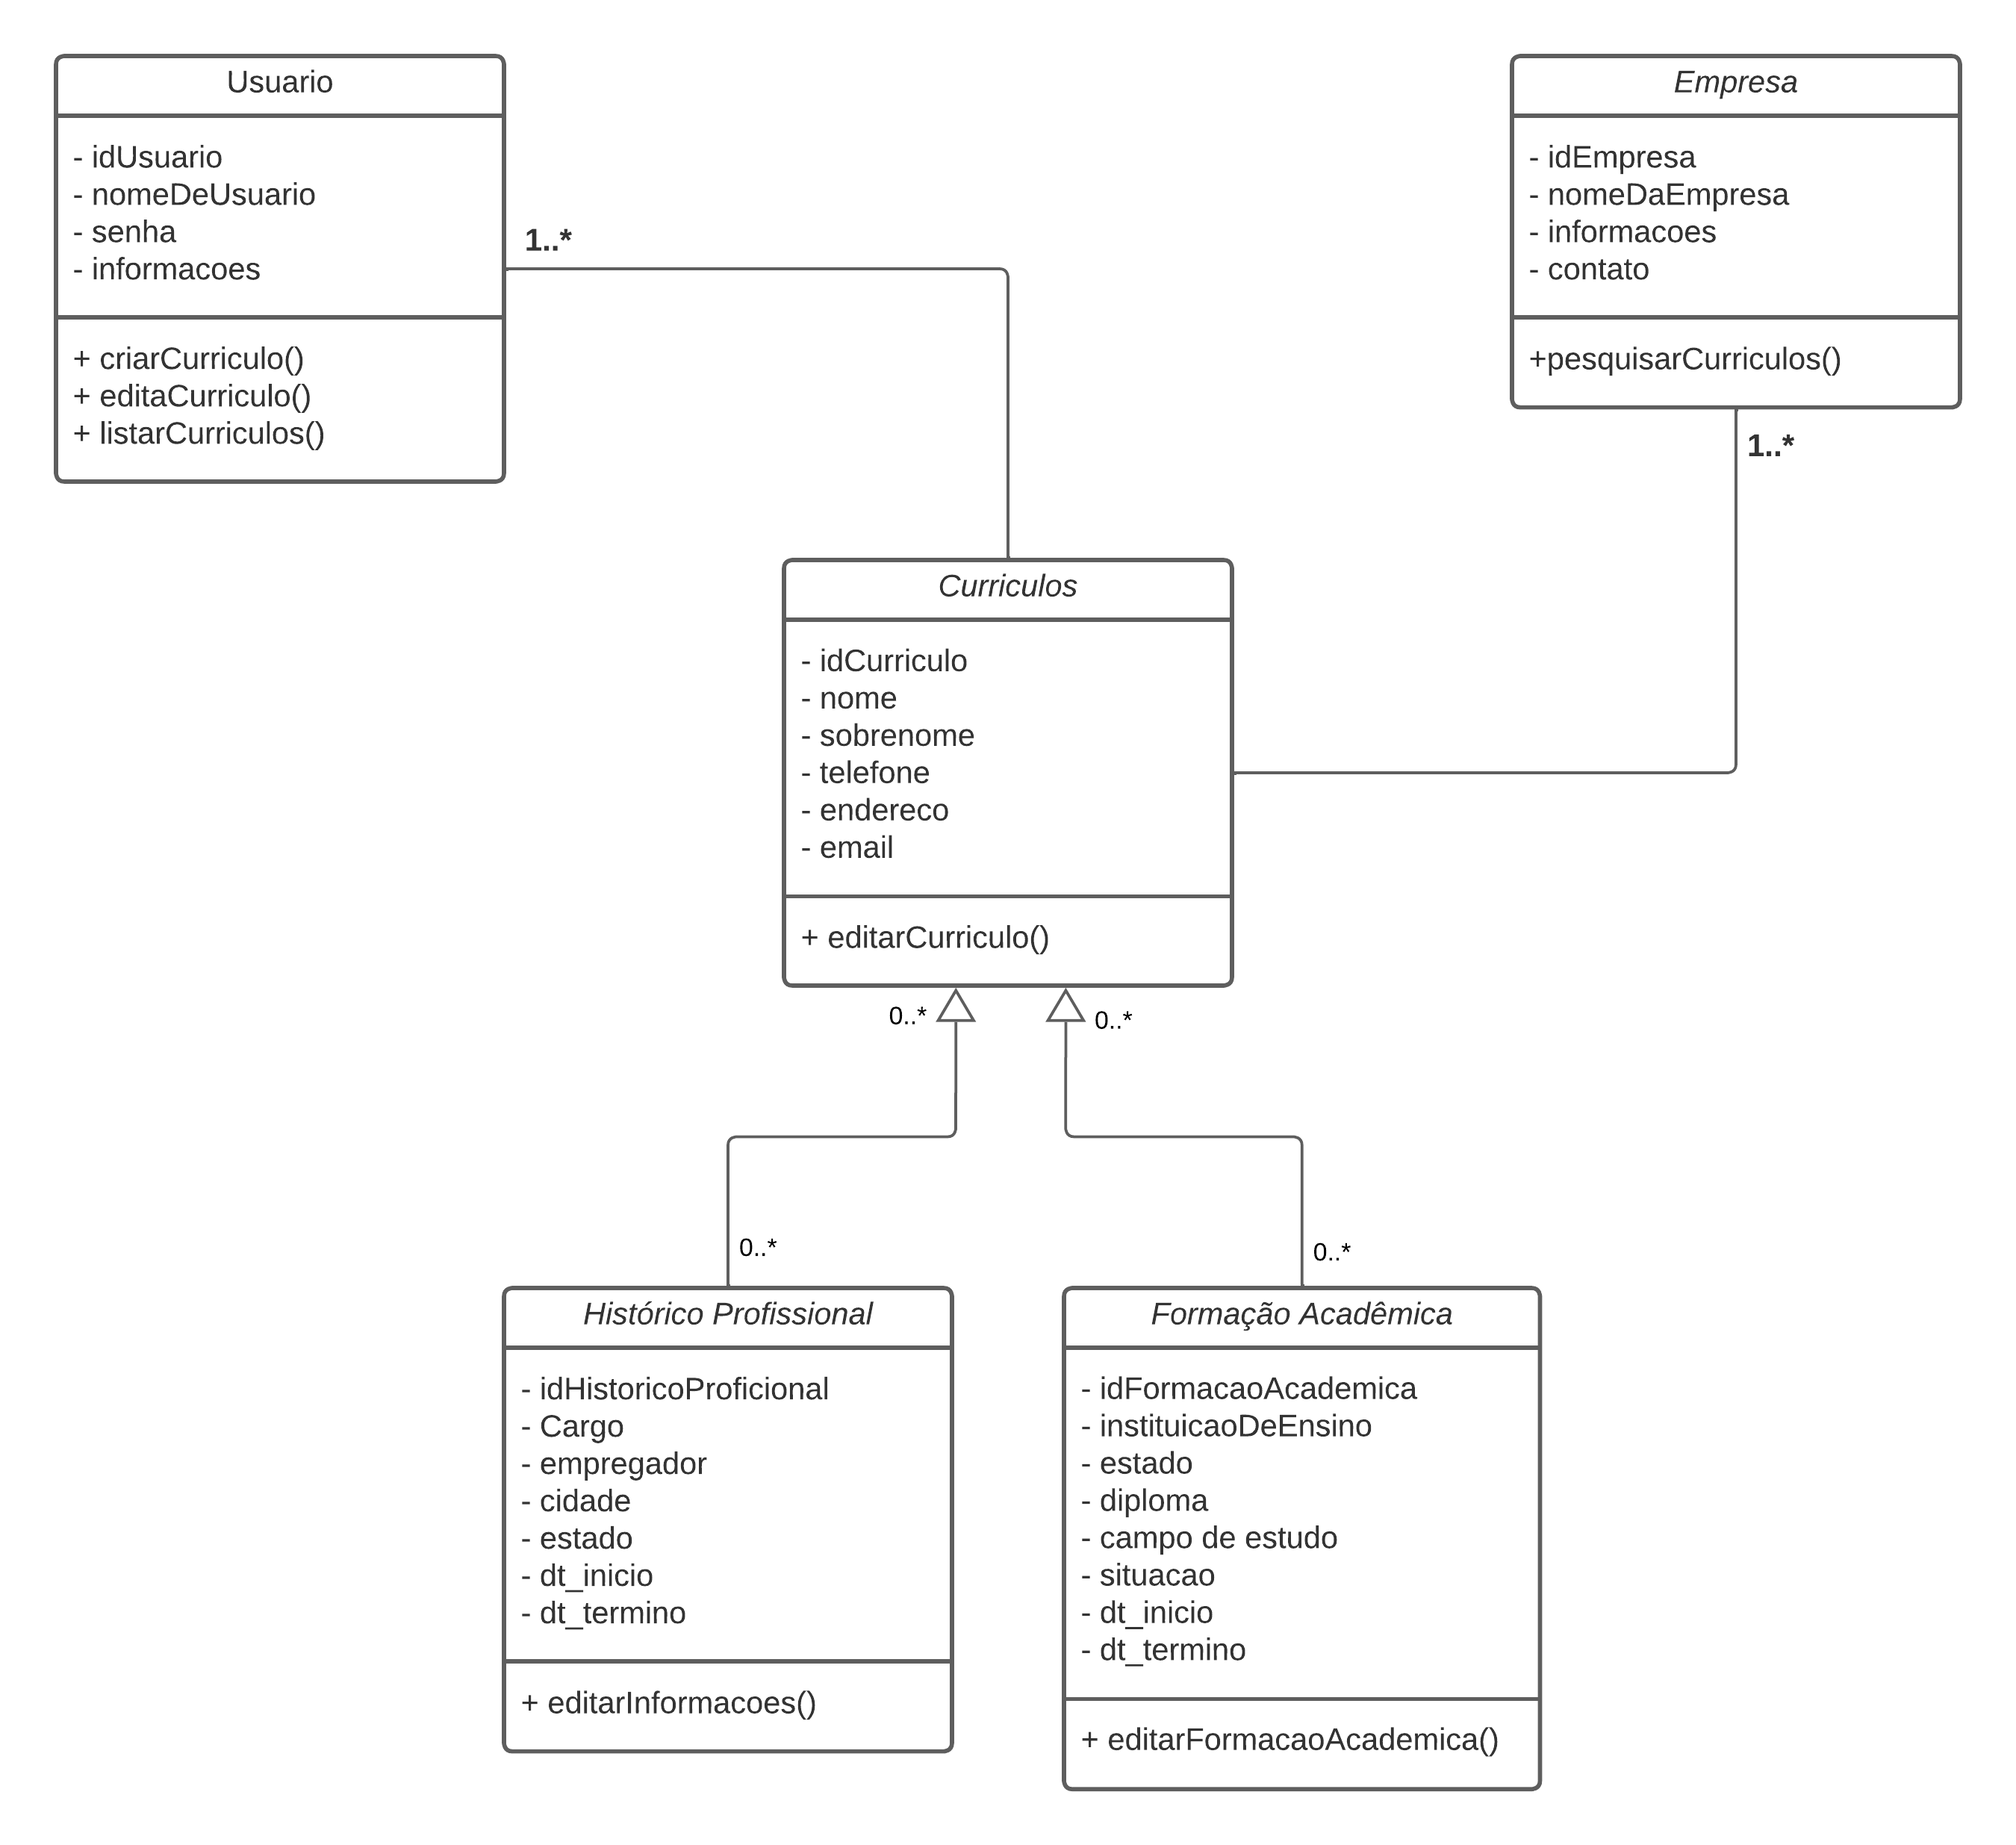 Usuario
- idUsuario
- nomeDeUsuario
- senha
- informacoes
+ criarCurriculo()
+ editaCurriculo()
+ listarCurriculos()
1..*
Empresa
- idEmpresa
- nomeDaEmpresa
- informacoes
- contato
+pesquisarCurriculos()
1..*
Curriculos
- idCurriculo
- nome
- sobrenome
- telefone
- endereco
- email
+ editarCurriculo()
0..*
0..*
0..*
0..*
Histórico Profissional
- idHistoricoProficional
- Cargo
- empregador
- cidade
- estado
- dt_inicio
- dt_termino
+ editarInformacoes()
Formação Acadêmica
- idFormacaoAcademica
- instituicaoDeEnsino
- estado
- diploma
- campo de estudo
- situacao
- dt_inicio
- dt_termino
+ editarFormacaoAcademica()